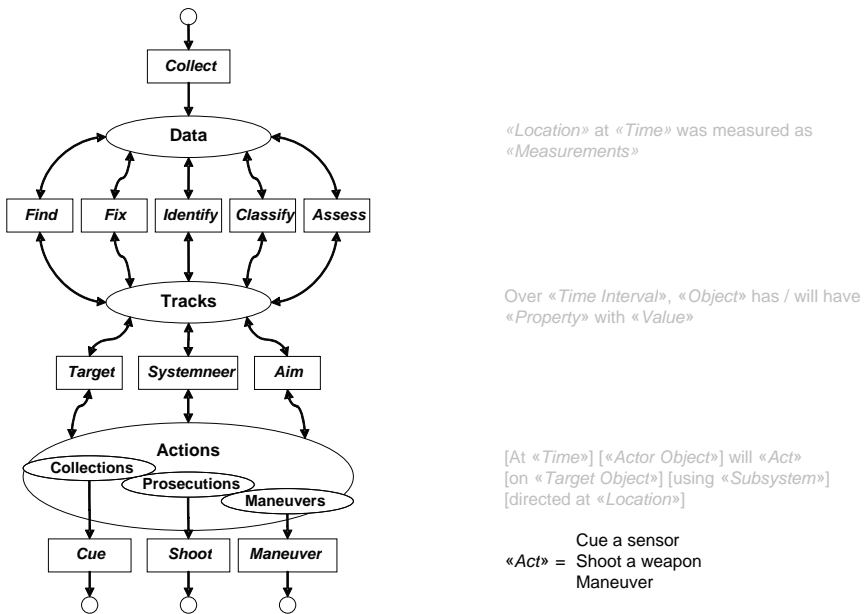 Collect
Data
«Location» at «Time» was measured as
«Measurements»
Find Fix Identify Classify Assess
Tracks
Over «Time Interval», «Object» has / will have
«Property» with «Value»
Target Systemneer Aim
Actions
Collections
Prosecutions
Maneuvers
[At «Time»] [«Actor Object»] will «Act»
[on «Target Object»] [using «Subsystem»]
[directed at «Location»]
Cue Shoot Maneuver
Cue a sensor
«Act» = Shoot a weapon
Maneuver